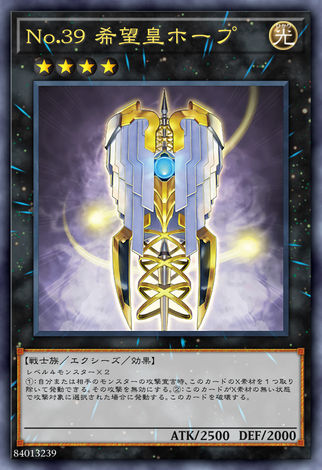 No.39 希望皇ホープ
光
【戦士族／エクシーズ／効果】
レベル４モンスター×２
①：自分または相手のモンスターの攻撃宣言時、このカードのX素材を１つ取
り除いて発動できる。その攻撃を無効にする。②：このカードがX素材の無い状態
で攻撃対象に選択された場合に発動する。このカードを破壊する。
ATK/2500 DEF/2000
84013239